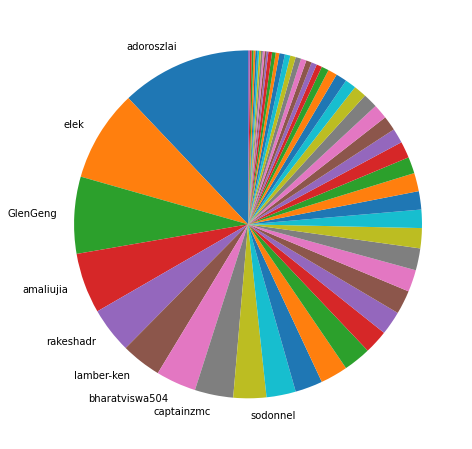 adoroszlai
elek
GlenGeng
amaliujia
rakeshadr
lamber-ken
bharatviswa504
captainzmc
sodonnel